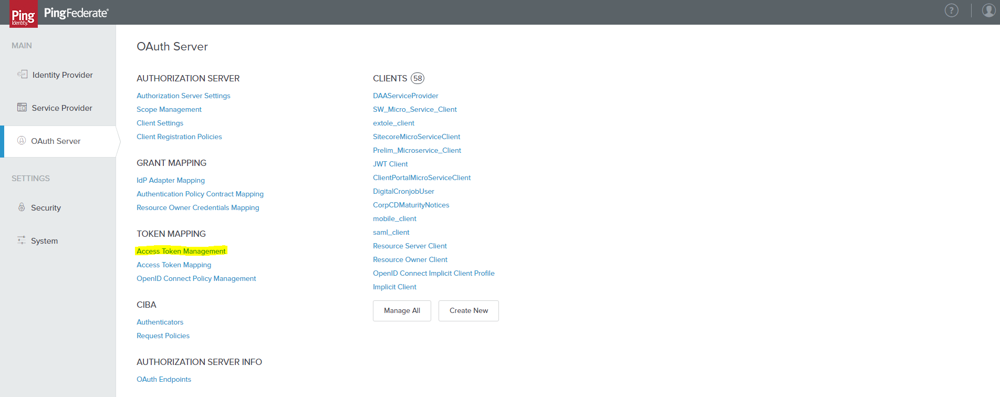 Ping
Identity.
PingFederate®
?
MAIN
Identity Provider
Service Provider
OAuth Server
SETTINGS
Security
System
OAuth Server
AUTHORIZATION SERVER
Authorization Server Settings
Scope Management
Client Settings
Client Registration Policies
GRANT MAPPING
IdP Adapter Mapping
Authentication Policy Contract Mapping
Resource Owner Credentials Mapping
TOKEN MAPPING
Access Token Management
Access Token Mapping
OpenID Connect Policy Management
CIBA
Authenticators
Request Policies
AUTHORIZATION SERVER INFO
OAuth Endpoints
CLIENTS 58
DAAServiceProvider
SW_Micro_Service_Client
extole_client
SitecoreMicroServiceClient
Prelim_Microservice_Client
JWT Client
ClientPortalMicroServiceClient
DigitalCronjobUser
CorpCDMaturityNotices
mobile_client
saml_client
Resource Server Client
Resource Owner Client
OpenID Connect Implicit Client Profile
Implicit Client
Manage All
Create New